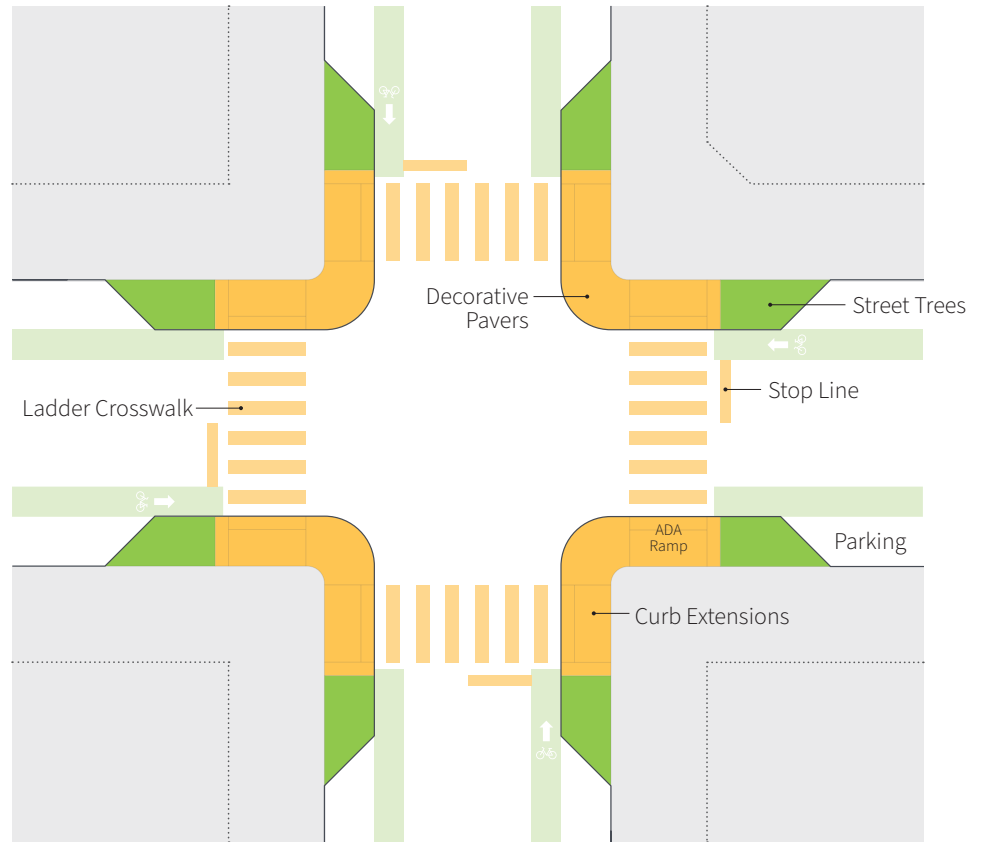 Decorative
Pavers
Street Trees
Ladder Crosswalk
Stop Line
ADA
Ramp
Parking
Curb Extensions